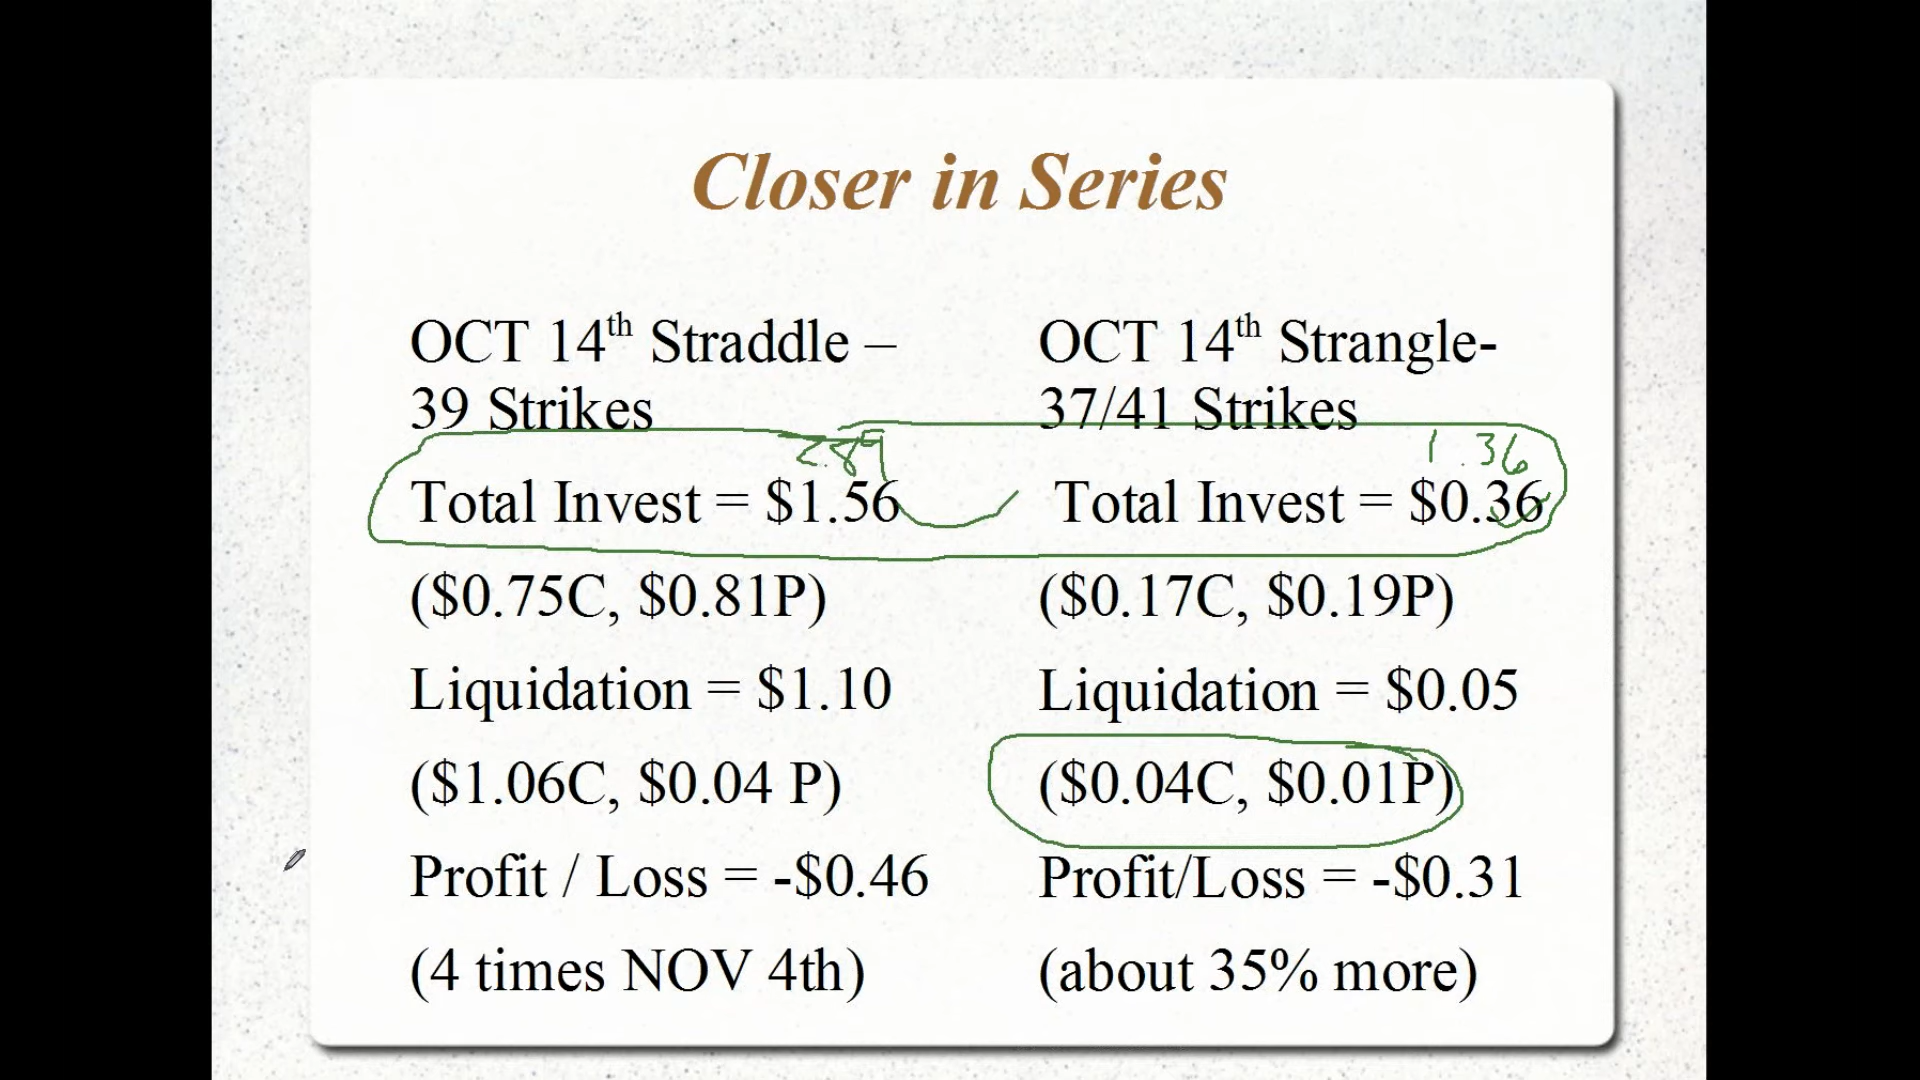 Closer in Series
OCT 14th Straddle –
39 Strikes
2.89
Total Invest = $1.56
($0.75C, $0.81P)
Liquidation = $1.10
($1.06C, $0.04 P)
Profit / Loss = -$0.46
(4 times NOV 4th)
OCT 14th Strangle-
37/41 Strikes
1.36
Total Invest = $0.36
($0.17C, $0.19P)
Liquidation = $0.05
($0.04C, $0.01P)
Profit/Loss = -$0.31
(about 35% more)